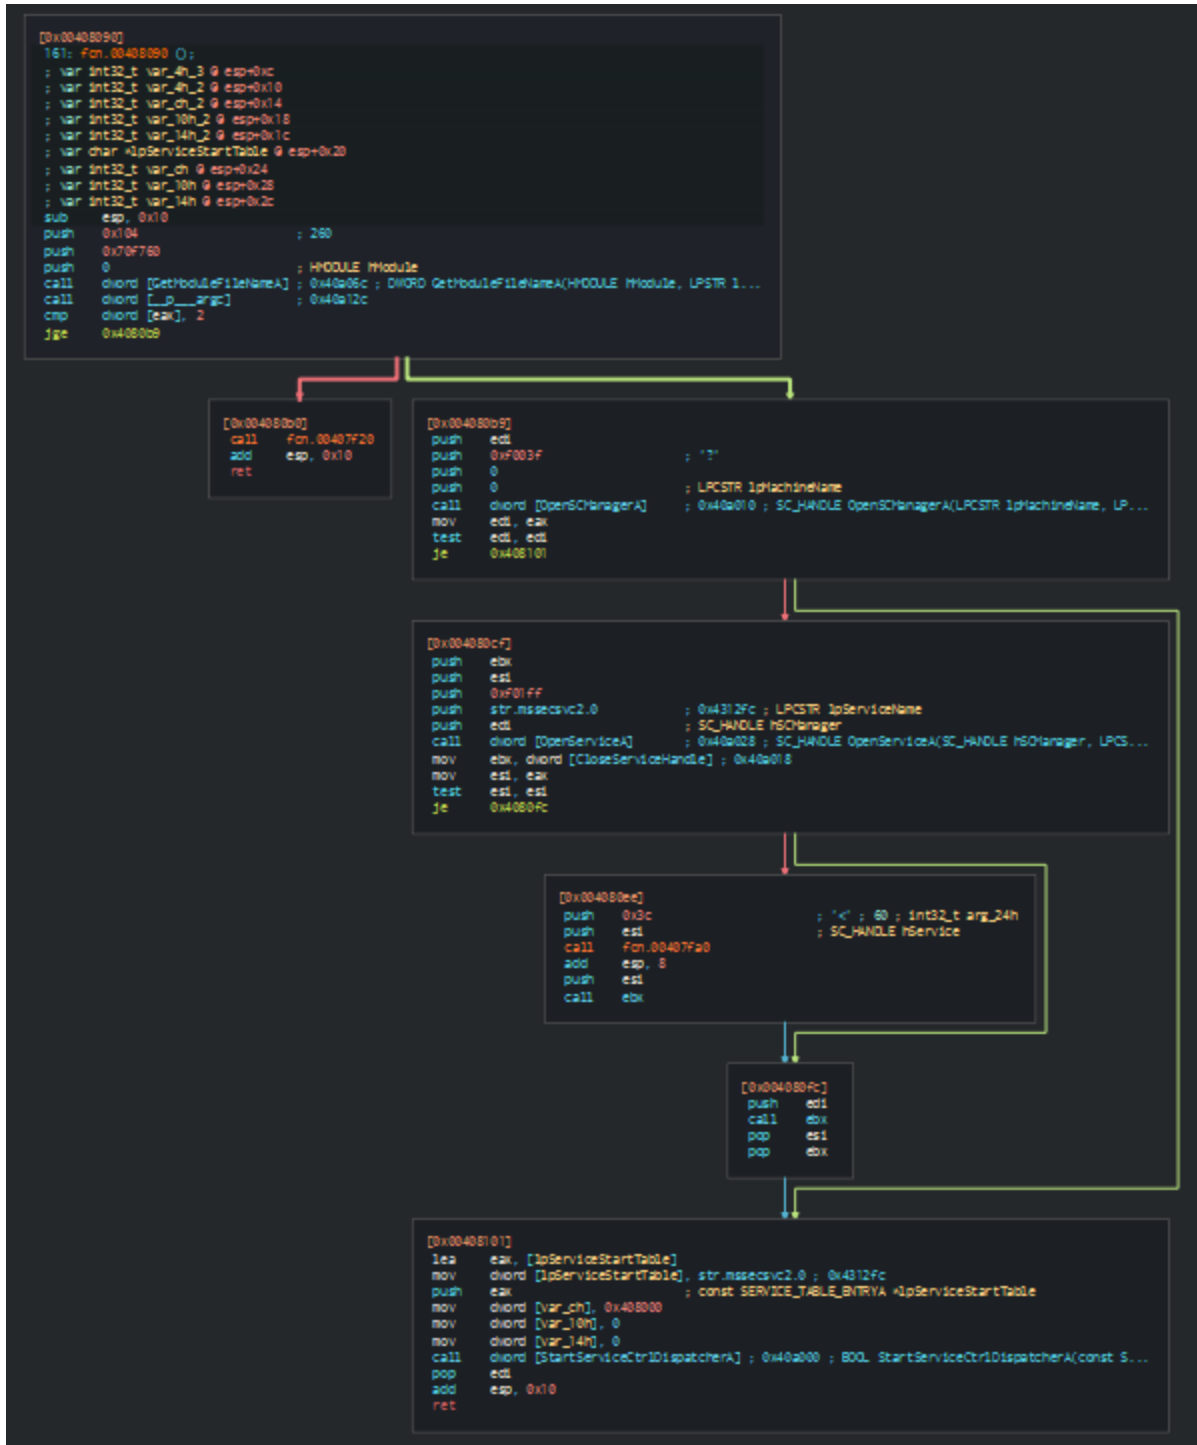 [0x00408090]
161: fcn.00408090 ();
; var int32_t var_4h_3 @ esp+0xc
; var int32_t var_4h_2 @ esp+0x10
; var int32_t var_ch_2 @ esp+0x14
; var int32_t var_10h_2 @ esp+0x18
; var int32_t var_14h_2 @ esp+0x1c
; var char *lpServiceStartTable @ esp+0x20
; var int32_t var_ch @ esp+0x24
; var int32_t var_10h @ esp+0x28
; var int32_t var_14h @ esp+0x2c
sub esp, 0x10
push 0x104 ; 260
push 0x70f760
push 0 ; HMODULE hModule
call dword [GetModuleFileNameA] ; 0x40a06c ; DWORD GetModuleFileNameA(HMODULE hModule, LPSTR l...
call dword [__p___argc] ; 0x40a12c
cmp dword [eax], 2
jge 0x4080b9
[0x004080b0]
call fcn.00407f20
add esp, 0x10
ret
[0x004080b9]
push edi
push 0xf003f ; '?'
push 0
push 0 ; LPCSTR lpMachineName
call dword [OpenSCManagerA] ; 0x40a010 ; SC_HANDLE OpenSCManagerA(LPCSTR lpMachineName, LP...
mov edi, eax
test edi, edi
je 0x408101
[0x004080cf]
push ebx
push esi
push 0xf01ff
push str.mssecsvc2.0 ; 0x4312fc ; LPCSTR lpServiceName
push edi ; SC_HANDLE hSCManager
call dword [OpenServiceA] ; 0x40a028 ; SC_HANDLE OpenServiceA(SC_HANDLE hSCManager, LPCS...
mov ebx, dword [CloseServiceHandle] ; 0x40a018
mov esi, eax
test esi, esi
je 0x4080fc
[0x004080ee]
push 0x3c ; '<' ; 60 ; int32_t arg_24h
push esi ; SC_HANDLE hService
call fcn.00407fa0
add esp, 8
push esi
call ebx
[0x004080fc]
push edi
call ebx
pop esi
pop ebx
[0x00408101]
lea eax, [lpServiceStartTable]
mov dword [lpServiceStartTable], str.mssecsvc2.0 ; 0x4312fc
push eax ; const SERVICE_TABLE_ENTRYA *lpServiceStartTable
mov dword [var_ch], 0x408000
mov dword [var_10h], 0
mov dword [var_14h], 0
call dword [StartServiceCtrlDispatcherA] ; 0x40a000 ; BOOL StartServiceCtrlDispatcherA(const S...
pop edi
add esp, 0x10
ret